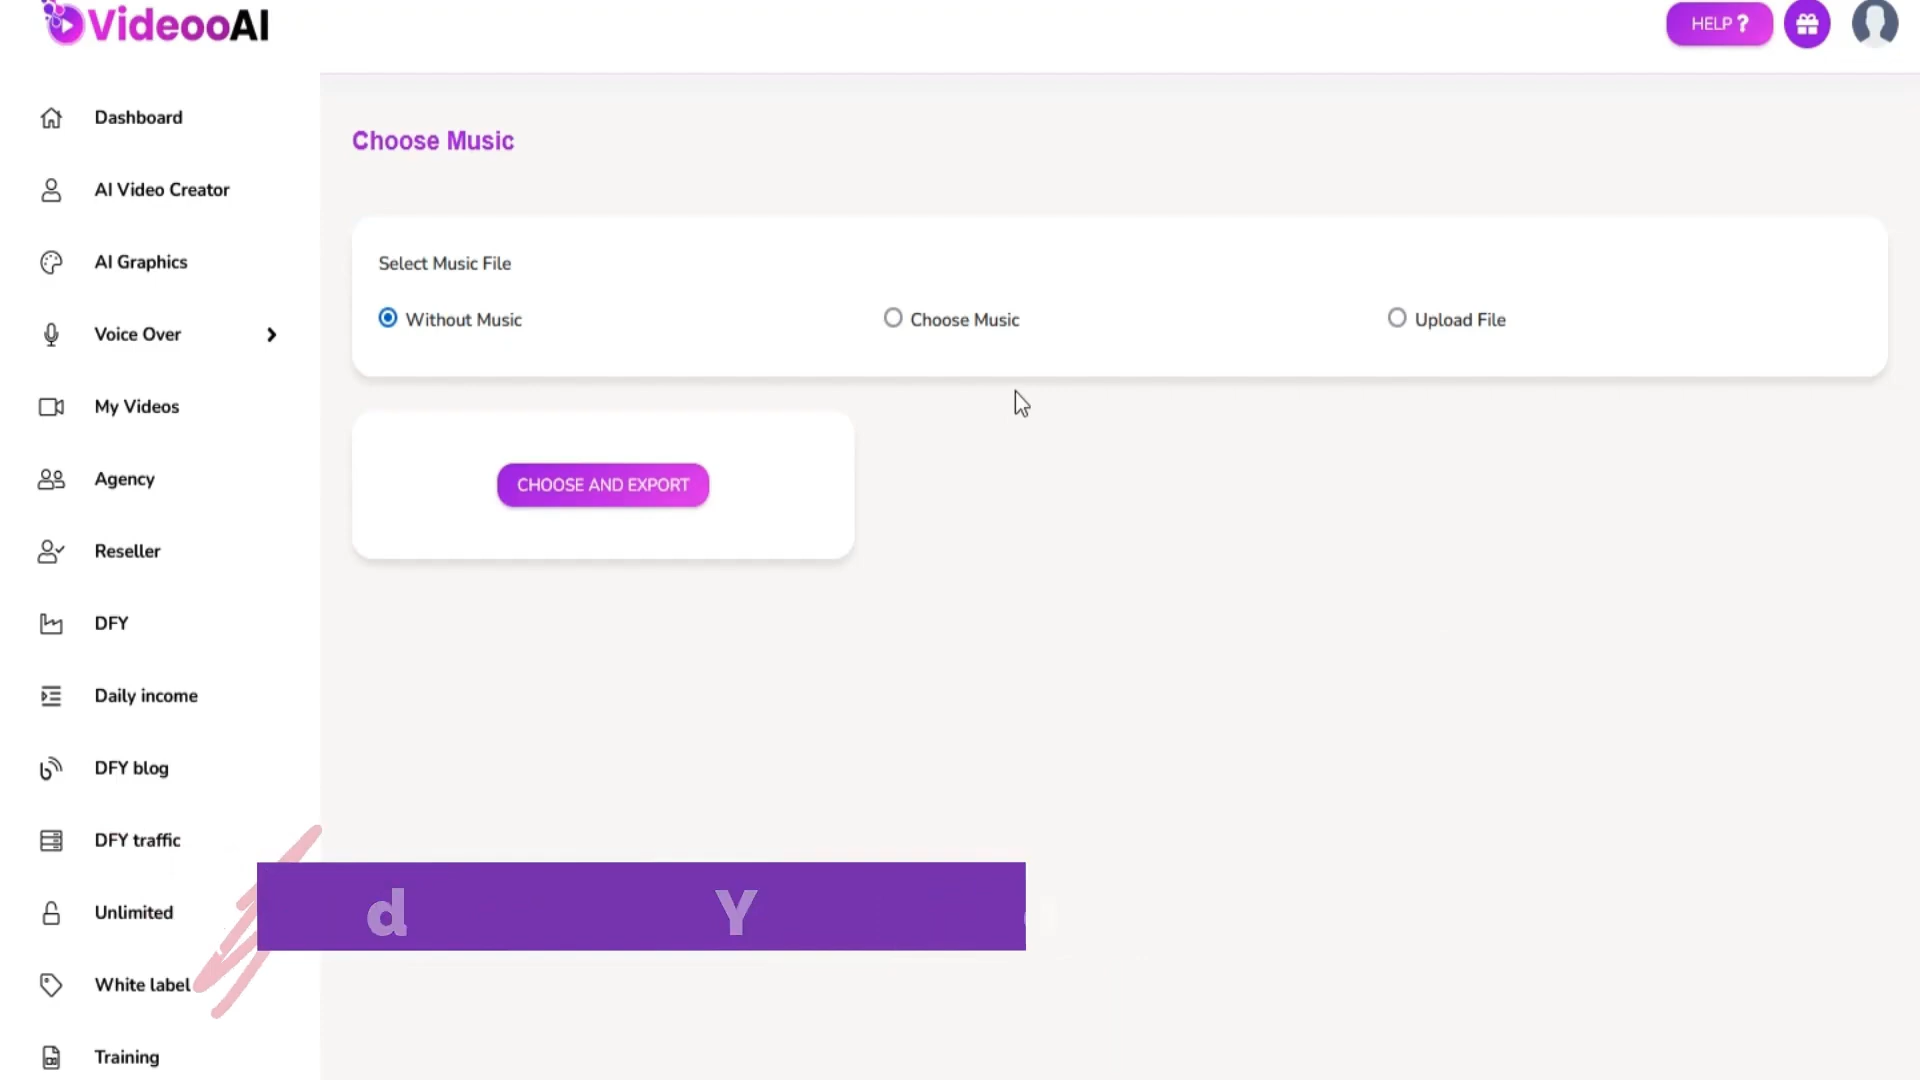 VideooAI
HELP ?
Dashboard
AI Video Creator
AI Graphics
Voice Over
My Videos
Agency
Reseller
DFY
Daily income
DFY blog
DFY traffic
Unlimited
White label
Training
Choose Music
Select Music File
Without Music
Choose Music
Upload File
CHOOSE AND EXPORT
d Y